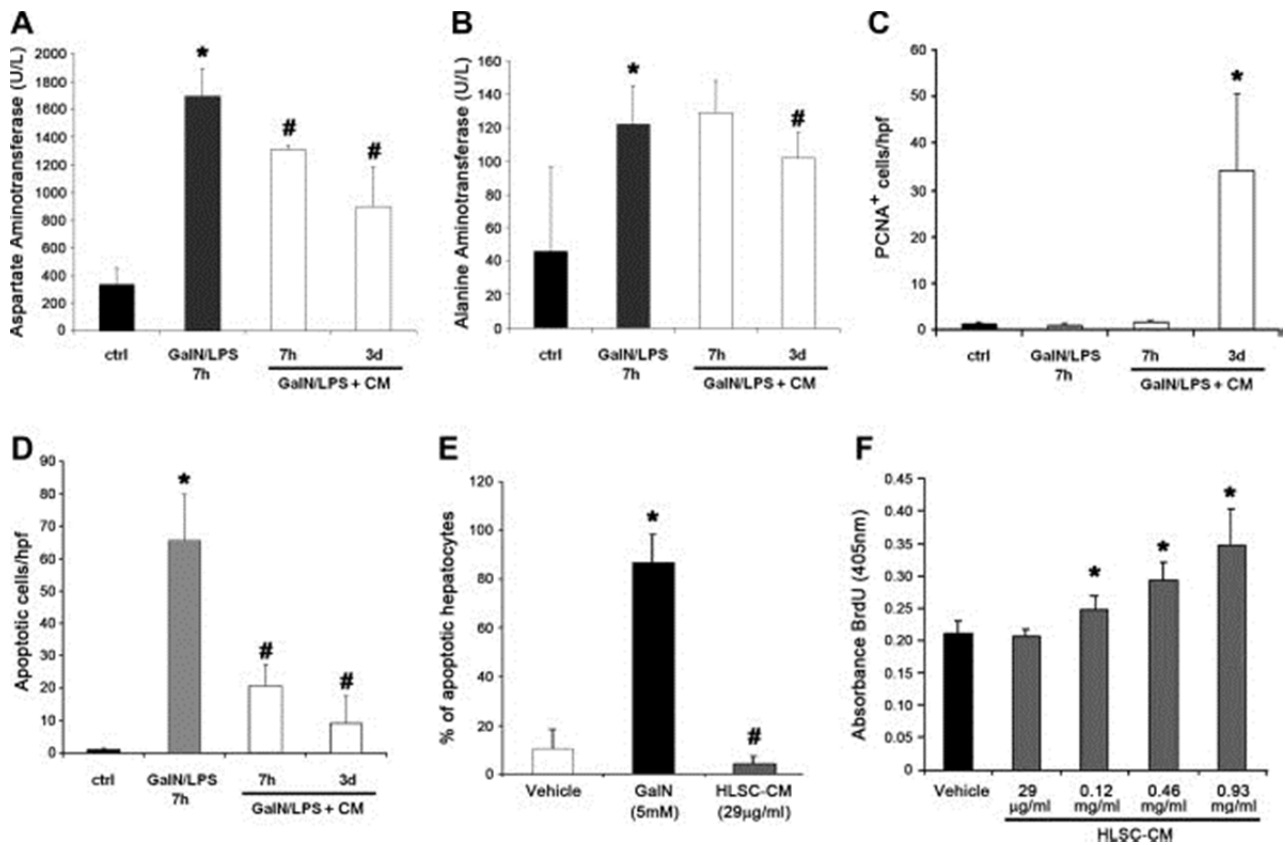 A
Aspartate Aminotransferase (U/L)
2000
1800
1600
1400
1200
1000
800
600
400
200
0
*
#
#
ctrl
GalN/LPS
7h
7h
3d
GalN/LPS + CM
B
Alanine Aminotransferase (U/L)
160
140
120
100
80
60
40
20
0
*
#
ctrl
GalN/LPS
7h
7h
3d
GalN/LPS + CM
C
PCNA+ cells/hpf
60
50
40
30
20
10
0
*
ctrl
GalN/LPS
7h
7h
3d
GalN/LPS + CM
D
Apoptotic cells/hpf
90
80
70
60
50
40
30
20
10
0
*
#
#
ctrl
GalN/LPS
7h
7h
3d
GalN/LPS + CM
E
% of apoptotic hepatocytes
120
100
80
60
40
20
0
*
#
Vehicle
GalN
(5mM)
HLSC-CM
(29µg/ml)
F
Absorbance BrdU (405nm)
0.45
0.40
0.35
0.30
0.25
0.20
0.15
0.10
0.05
0
*
*
*
Vehicle
29
µg/ml
0.12
mg/ml
0.46
mg/ml
0.93
mg/ml
HLSC-CM